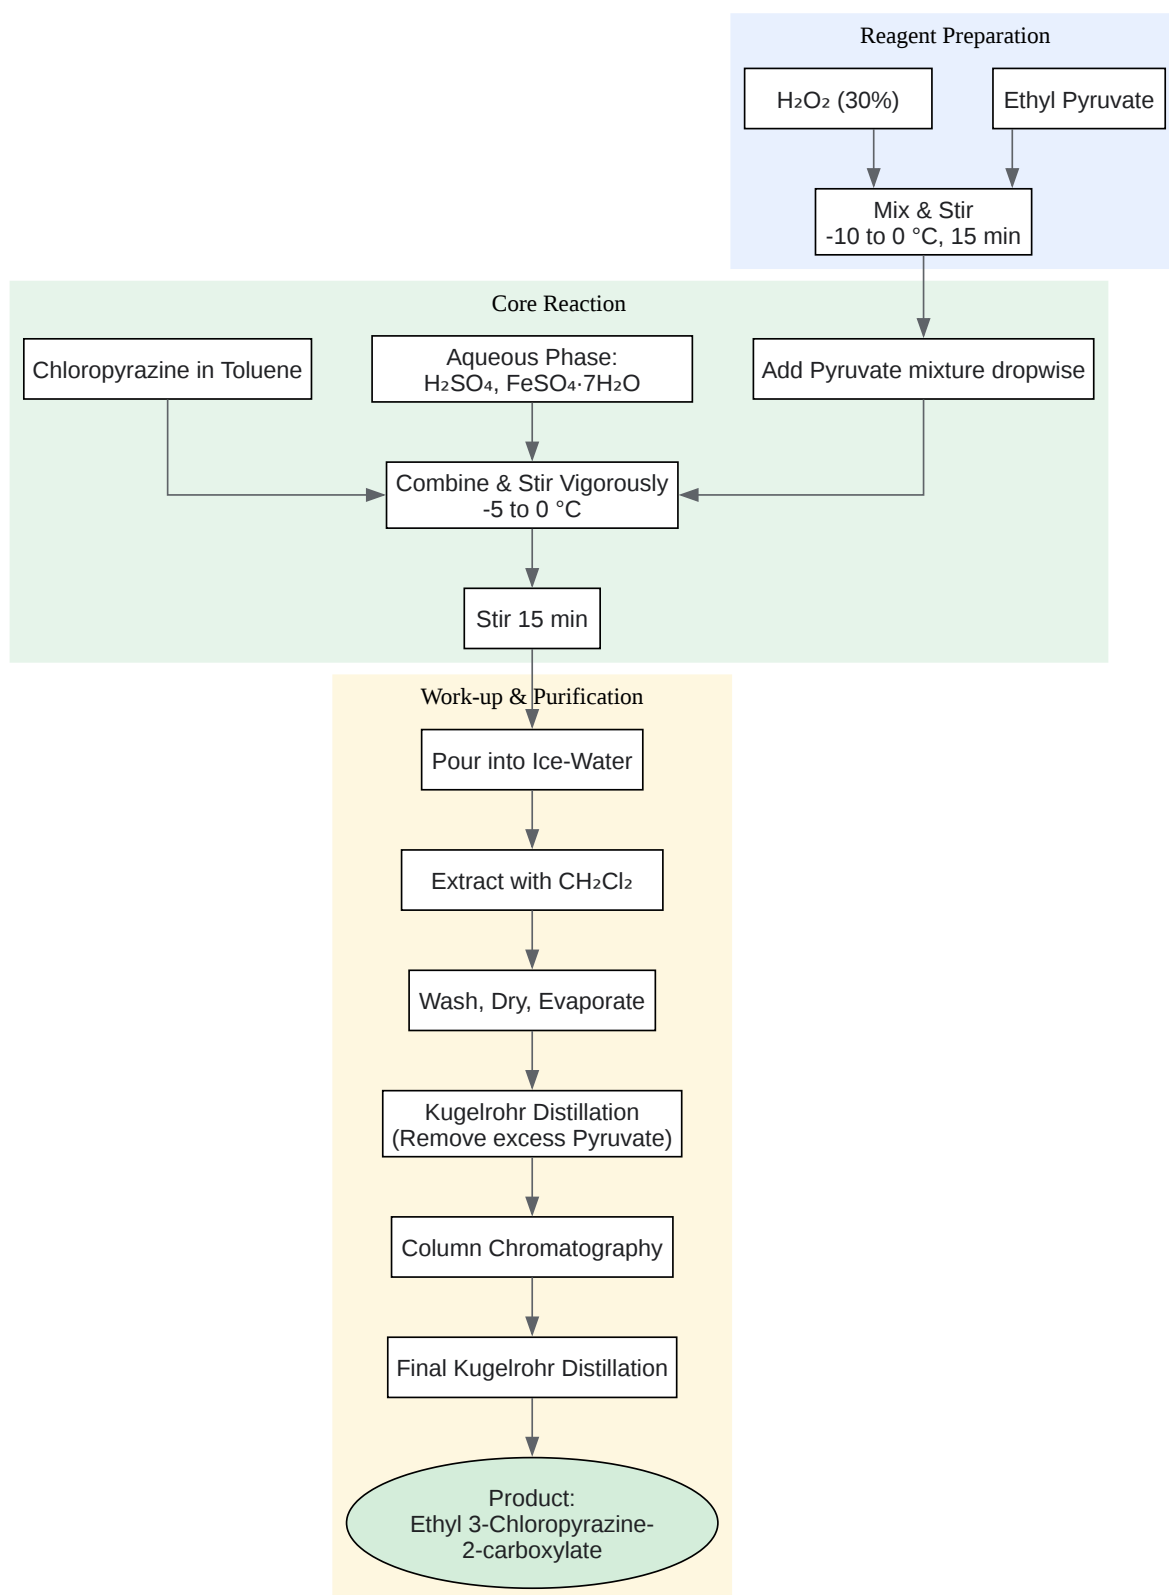 Reagent Preparation
H₂O₂ (30%)
Ethyl Pyruvate
Mix & Stir
-10 to 0 °C, 15 min
Core Reaction
Chloropyrazine in Toluene
Aqueous Phase:
H₂SO₄, FeSO₄·7H₂O
Add Pyruvate mixture dropwise
Combine & Stir Vigorously
-5 to 0 °C
Stir 15 min
Work-up & Purification
Pour into Ice-Water
Extract with CH₂Cl₂
Wash, Dry, Evaporate
Kugelrohr Distillation
(Remove excess Pyruvate)
Column Chromatography
Final Kugelrohr Distillation
Product:
Ethyl 3-Chloropyrazine-
2-carboxylate